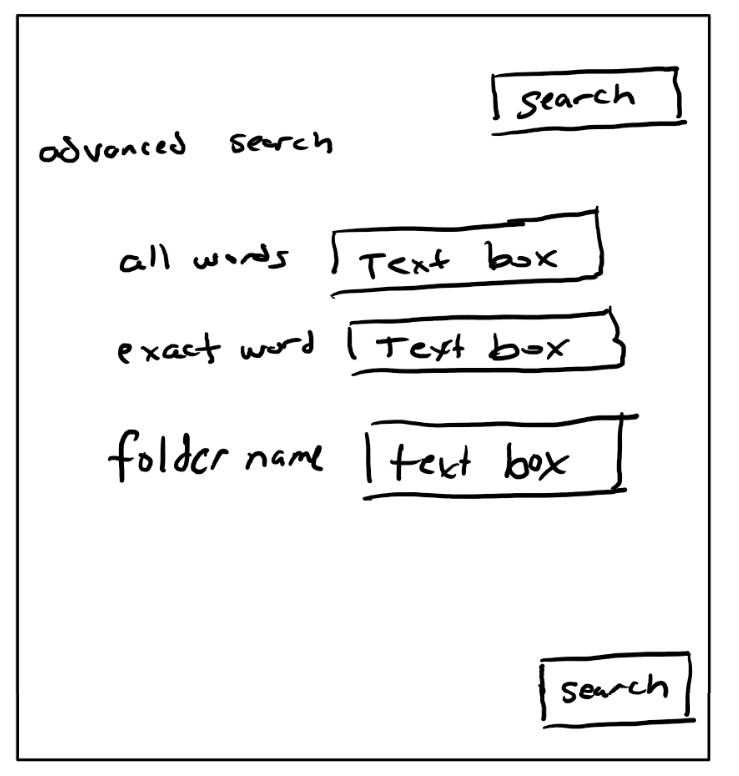 search
advanced search
all words Text box
exact word Text box
folder name text box
search